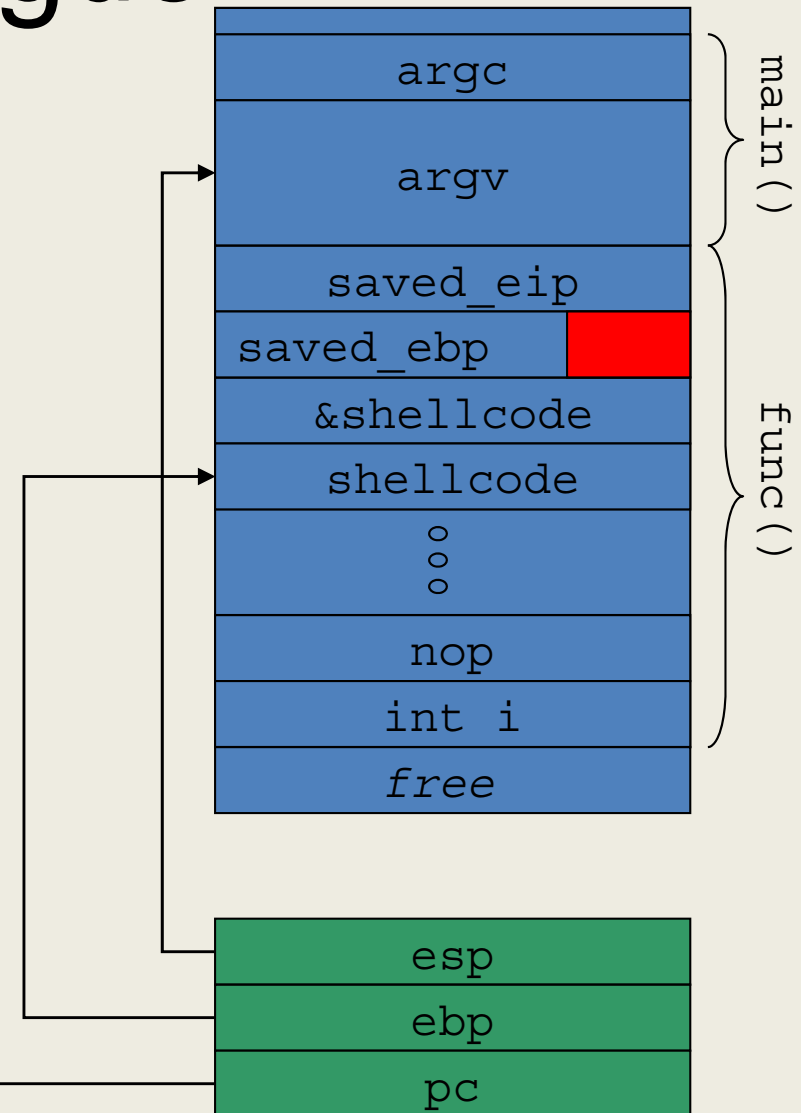 argc
argv
main()
saved_eip
saved_ebp
&shellcode
shellcode
nop
int i
func()
free
esp
ebp
pc